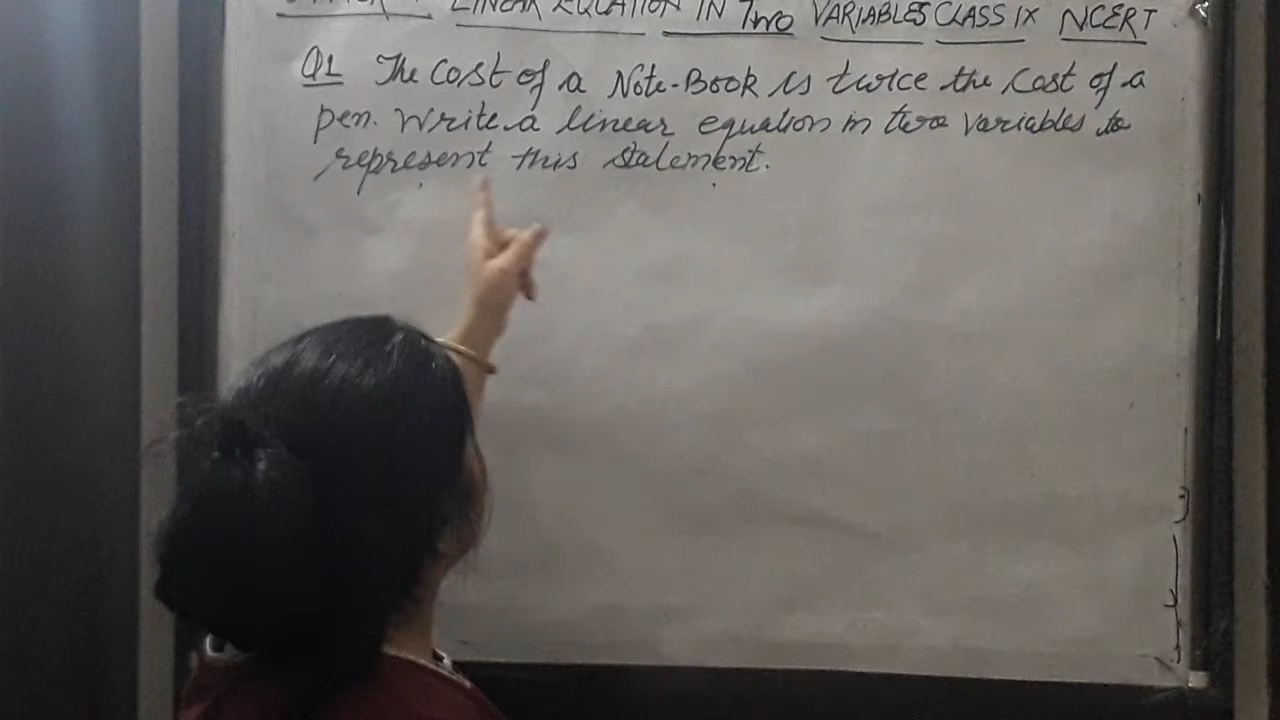 LINEAR EQUATION IN TWO VARIABLES CLASS IX NCERT
Q1 The Cost of a Note-Book is twice the Cost of a
pen. Write a linear equation in two variables to
represent this statement.